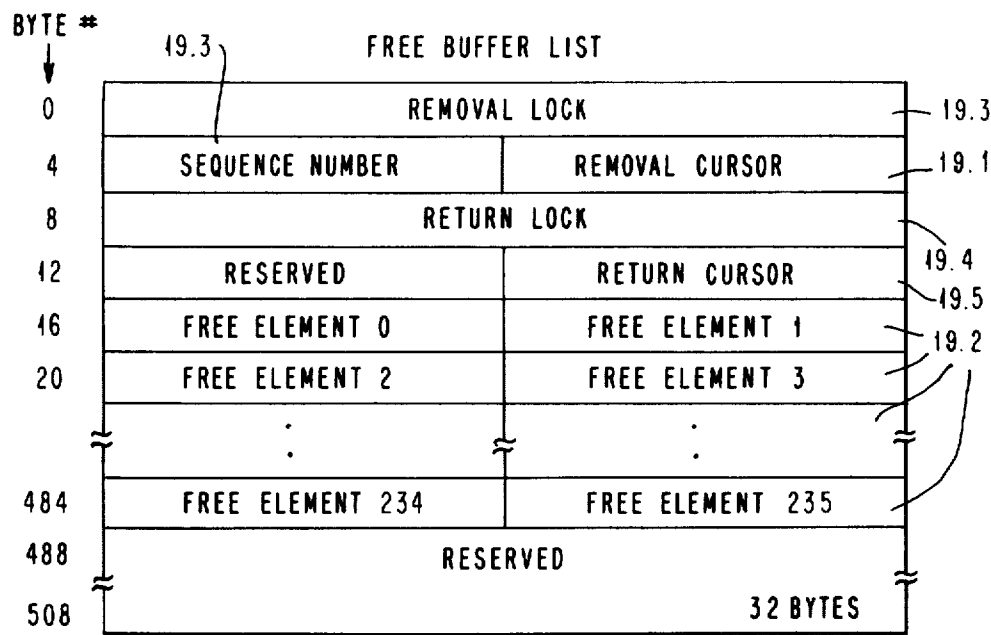 BYTE #
19.3
FREE BUFFER LIST
0 REMOVAL LOCK 19.3
4 SEQUENCE NUMBER REMOVAL CURSOR 19.1
8 RETURN LOCK 19.4
12 RESERVED RETURN CURSOR 19.5
16 FREE ELEMENT 0 FREE ELEMENT 1 19.2
20 FREE ELEMENT 2 FREE ELEMENT 3
484 FREE ELEMENT 234 FREE ELEMENT 235
488 RESERVED
508 32 BYTES